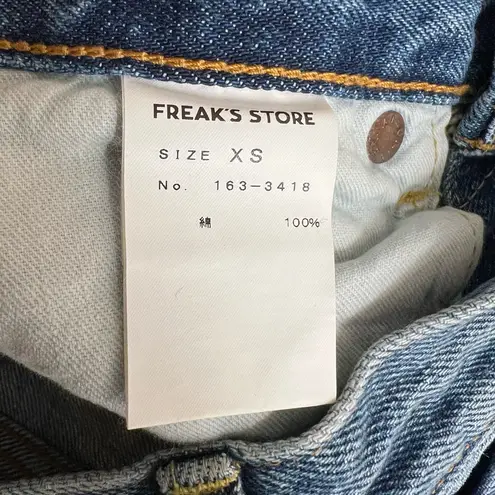 FREAK'S STORE
SIZE XS
No. 163-3418
綿 100%